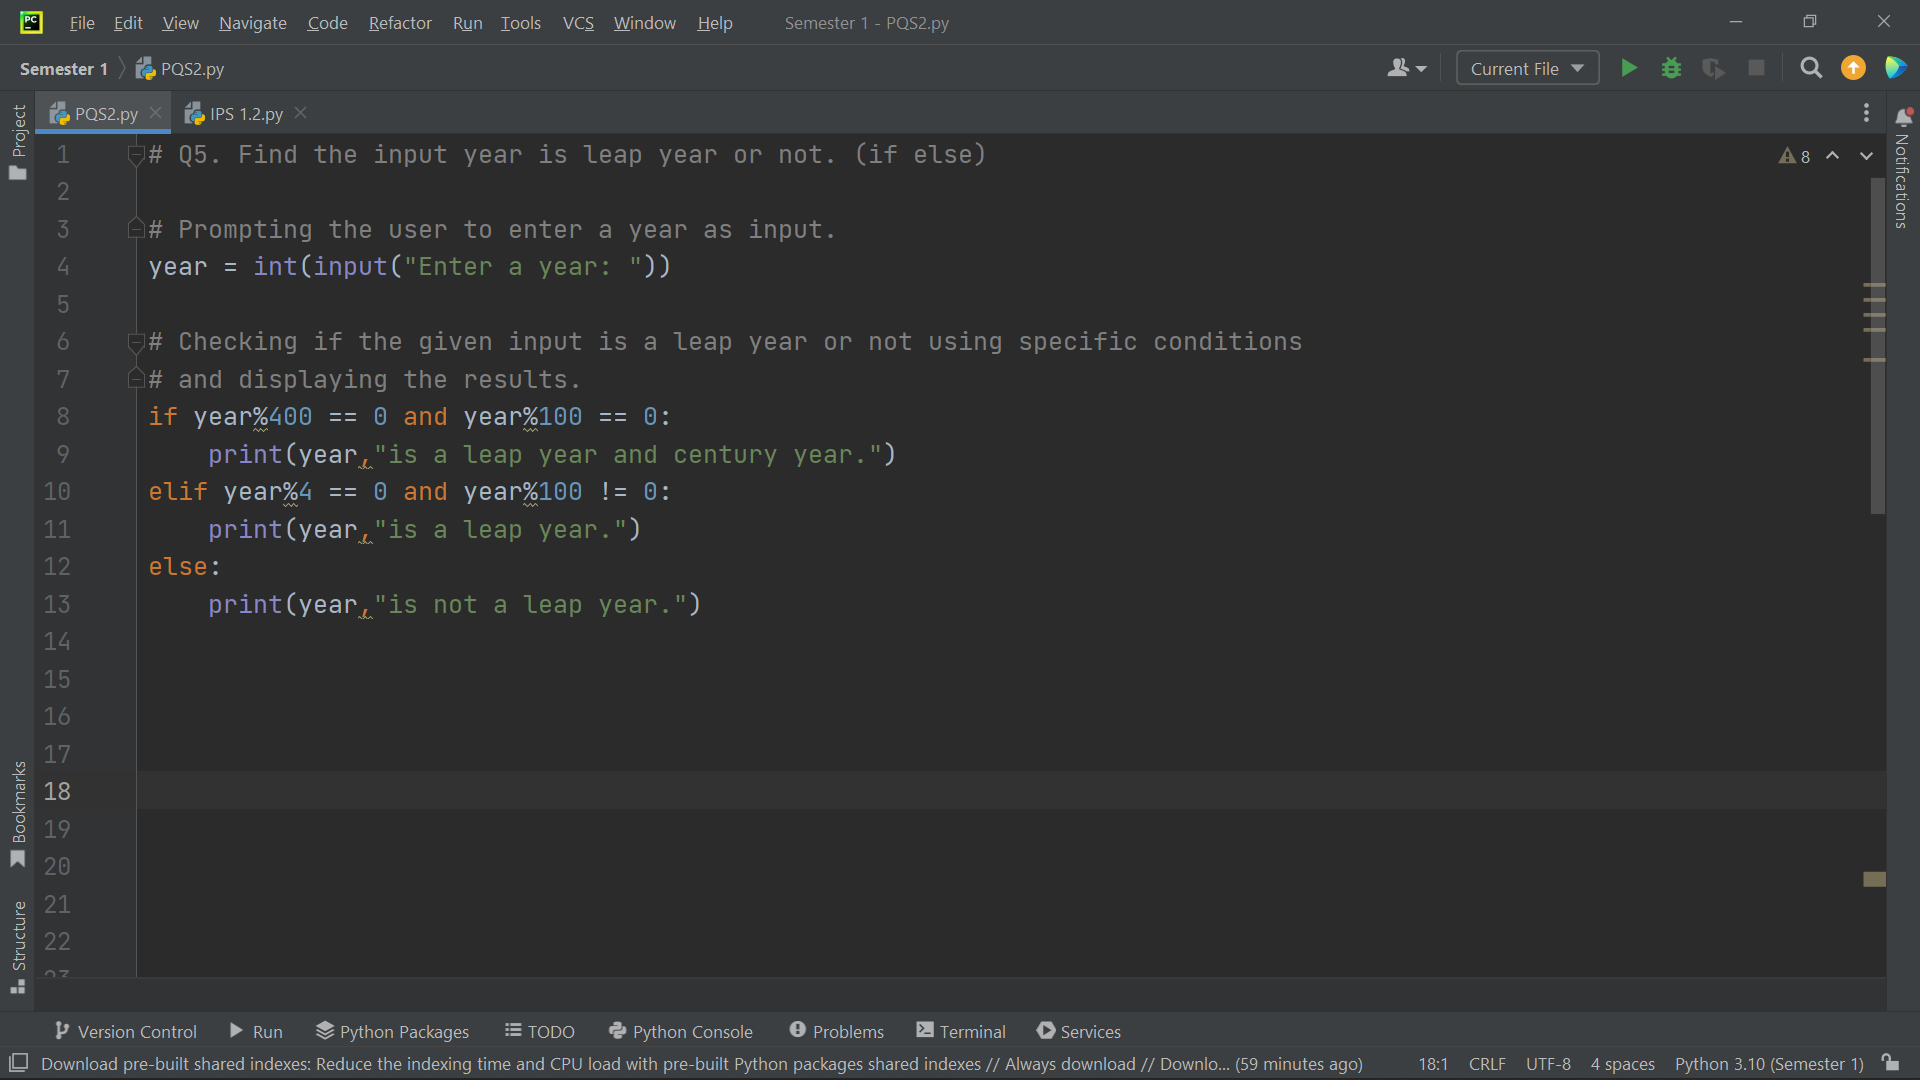 PC File Edit View Navigate Code Refactor Run Tools VCS Window Help Semester 1 - PQS2.py
Semester 1 PQS2.py Current File
PQS2.py IPS 1.2.py
Project
Notifications
8
1 # Q5. Find the input year is leap year or not. (if else)
2
3 # Prompting the user to enter a year as input.
4 year = int(input("Enter a year: "))
5
6 # Checking if the given input is a leap year or not using specific conditions
7 # and displaying the results.
8 if year%400 == 0 and year%100 == 0:
9     print(year,"is a leap year and century year.")
10 elif year%4 == 0 and year%100 != 0:
11     print(year,"is a leap year.")
12 else:
13     print(year,"is not a leap year.")
14
15
16
17
18
19
20
21
22
23
Bookmarks
Structure
Version Control Run Python Packages TODO Python Console Problems Terminal Services
Download pre-built shared indexes: Reduce the indexing time and CPU load with pre-built Python packages shared indexes // Always download // Downlo... (59 minutes ago) 18:1 CRLF UTF-8 4 spaces Python 3.10 (Semester 1)